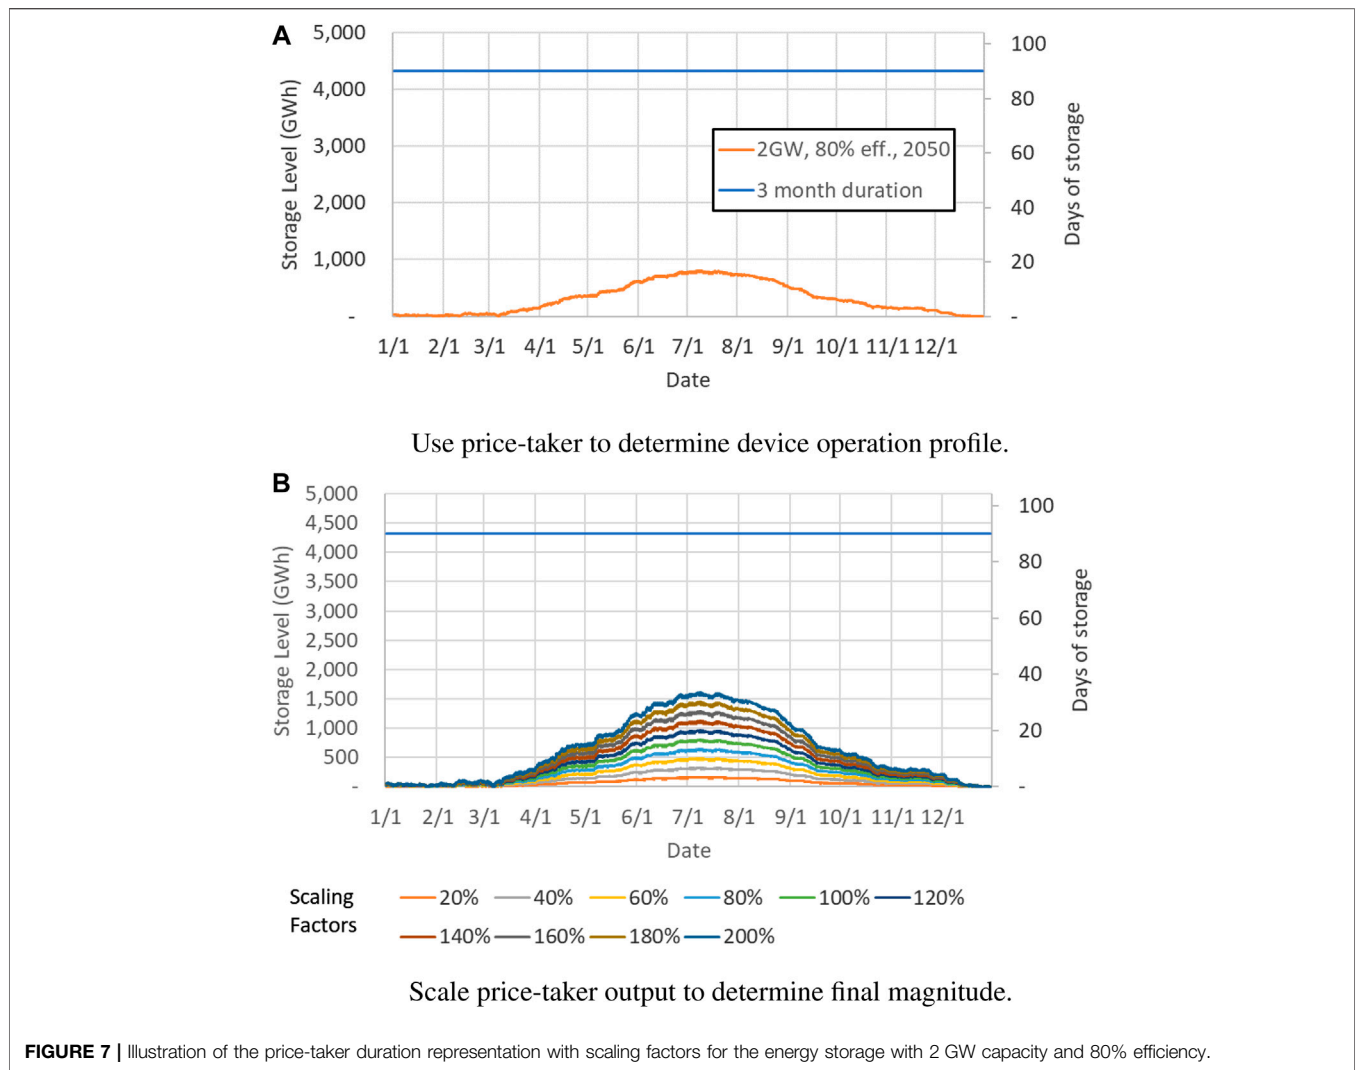 A
5,000
4,000
3,000
2,000
1,000
-
Storage Level (GWh)
100
80
60
40
20
-
Days of storage
2GW, 80% eff., 2050
3 month duration
1/1 2/1 3/1 4/1 5/1 6/1 7/1 8/1 9/1 10/1 11/1 12/1
Date
Use price-taker to determine device operation profile.
B
5,000
4,500
4,000
3,500
3,000
2,500
2,000
1,500
1,000
500
-
Storage Level (GWh)
100
80
60
40
20
-
Days of storage
1/1 2/1 3/1 4/1 5/1 6/1 7/1 8/1 9/1 10/1 11/1 12/1
Date
Scaling
Factors
20% 40% 60% 80% 100% 120%
140% 160% 180% 200%
Scale price-taker output to determine final magnitude.
FIGURE 7 | Illustration of the price-taker duration representation with scaling factors for the energy storage with 2 GW capacity and 80% efficiency.